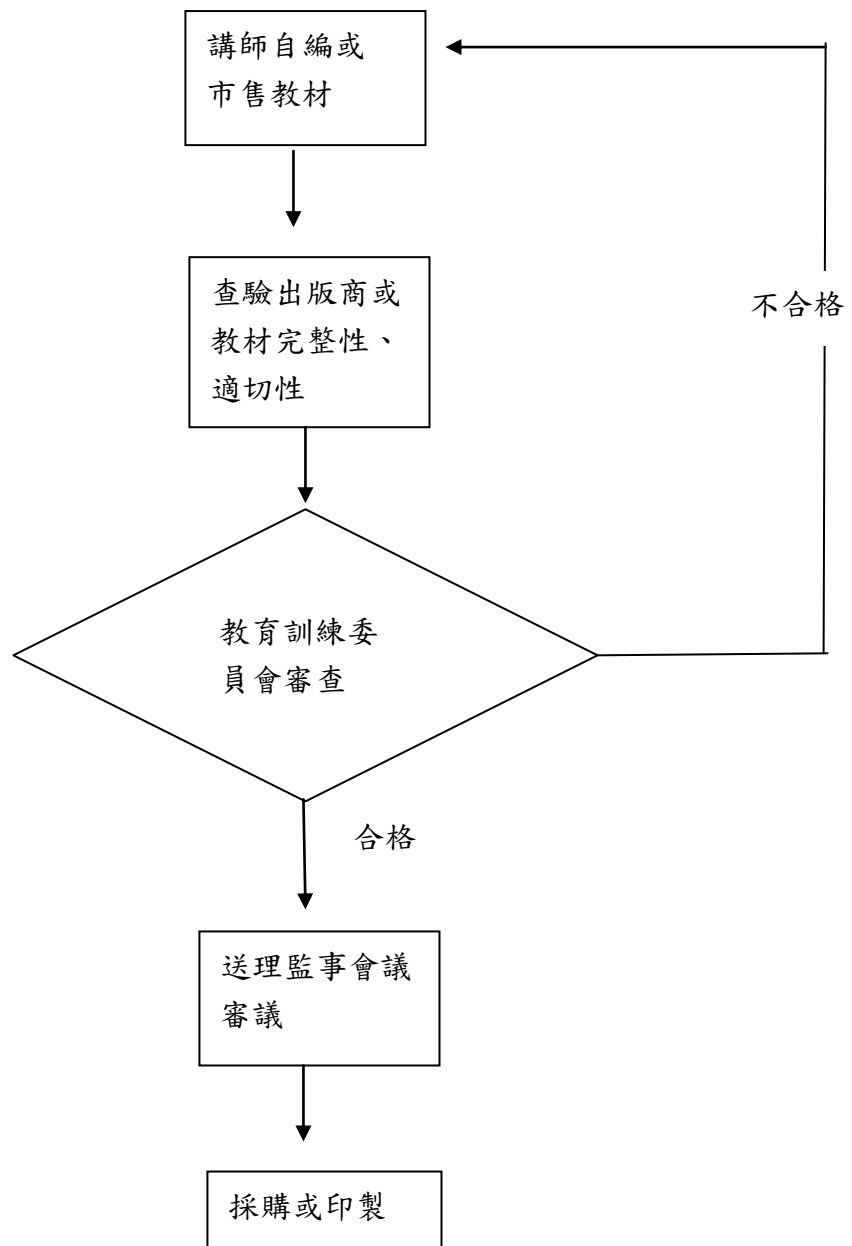 講師自編或
市售教材
查驗出版商或
教材完整性、
適切性
不合格
教育訓練委
員會審查
合格
送理監事會議
審議
採購或印製